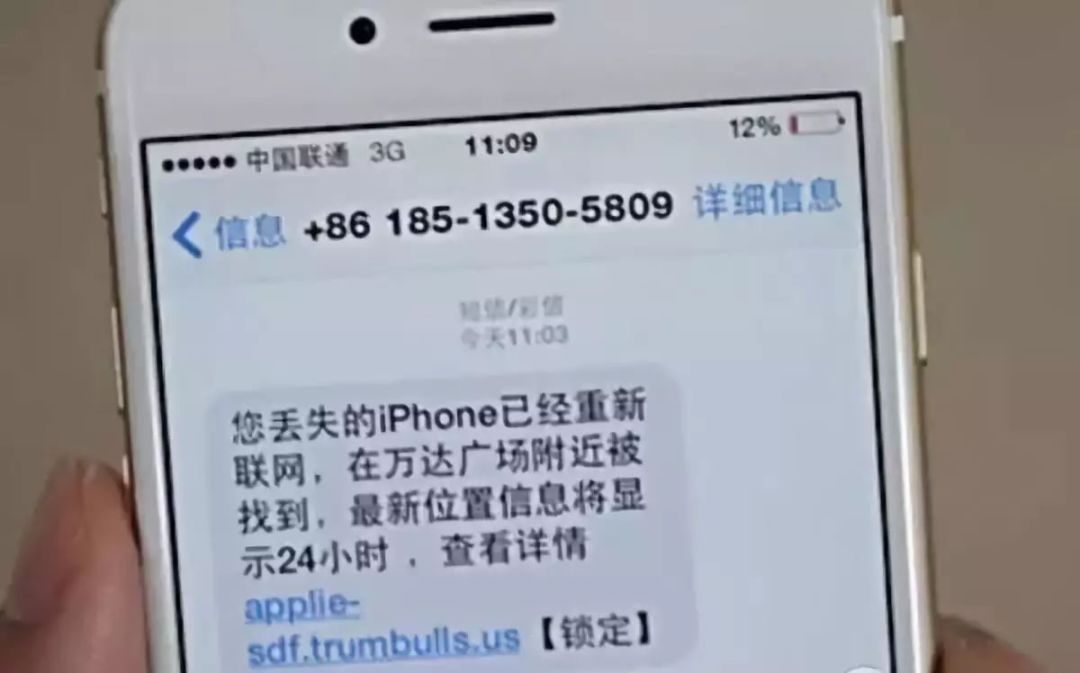 中国联通 3G 11:09 12%
信息 +86 185-1350-5809 详细信息
短信/彩信
今天11:03
您丢失的iPhone已经重新
联网，在万达广场附近被
找到，最新位置信息将显
示24小时 ，查看详情
applie-
sdf.trumbulls.us【锁定】